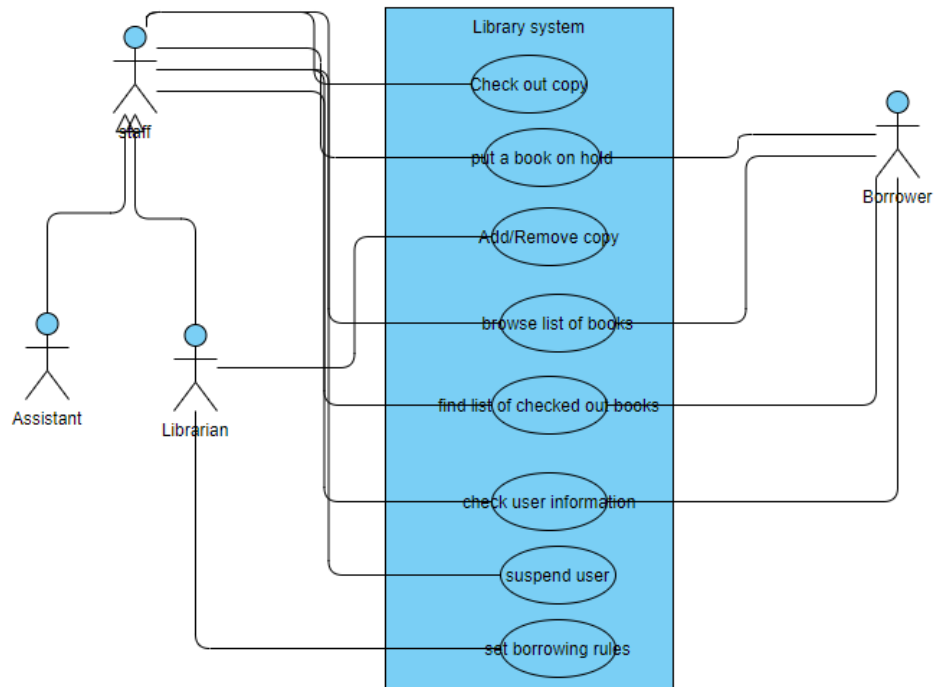 Library system
Check out copy
staff
put a book on hold
Borrower
Add/Remove copy
browse list of books
Assistant
Librarian
find list of checked out books
check user information
suspend user
set borrowing rules